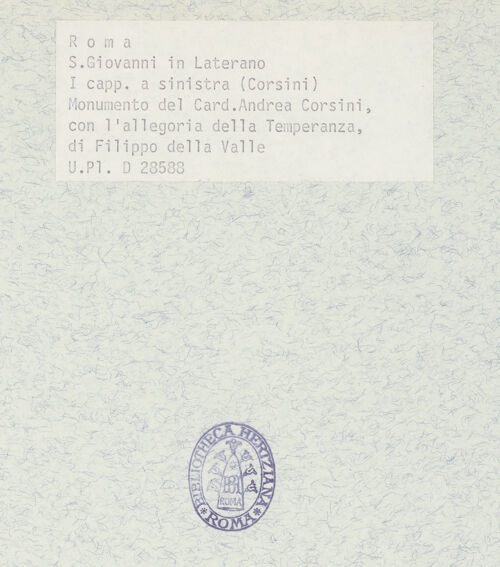 R o m a
S.Giovanni in Laterano
I capp. a sinistra (Corsini)
Monumento del Card.Andrea Corsini,
con l'allegoria della Temperanza,
di Filippo della Valle
U.Pl. D 28588
BIBLIOTHECA HERTZIANA
ROMA
* ROMA *